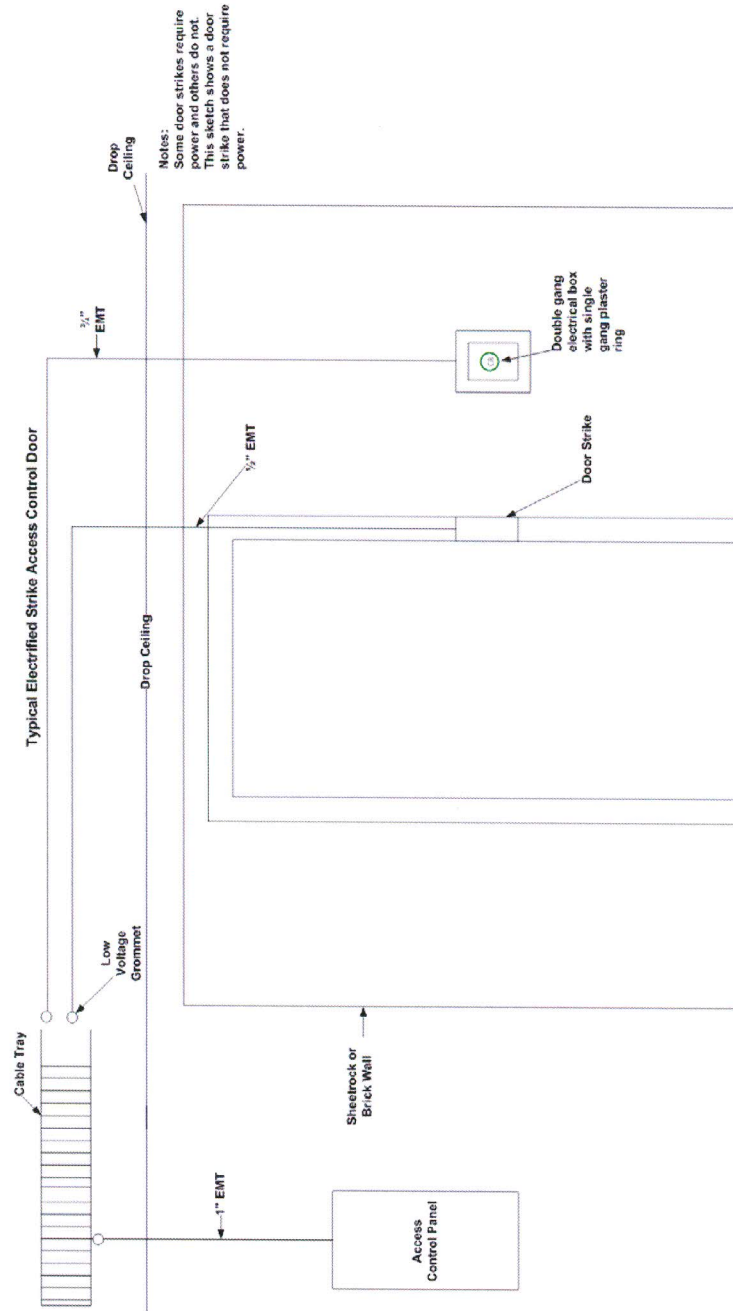 Typical Electrified Strike Access Control Door
Cable Tray
Low
Voltage
Grommet
¾"
EMT
Drop
Ceiling
Notes:
Some door strikes require
power and others do not.
This sketch shows a door
strike that does not require
power.
Drop Ceiling
½" EMT
1" EMT
Sheetrock or
Brick Wall
Access
Control Panel
Door Strike
Double gang
electrical box
with single
gang plaster
ring
CR